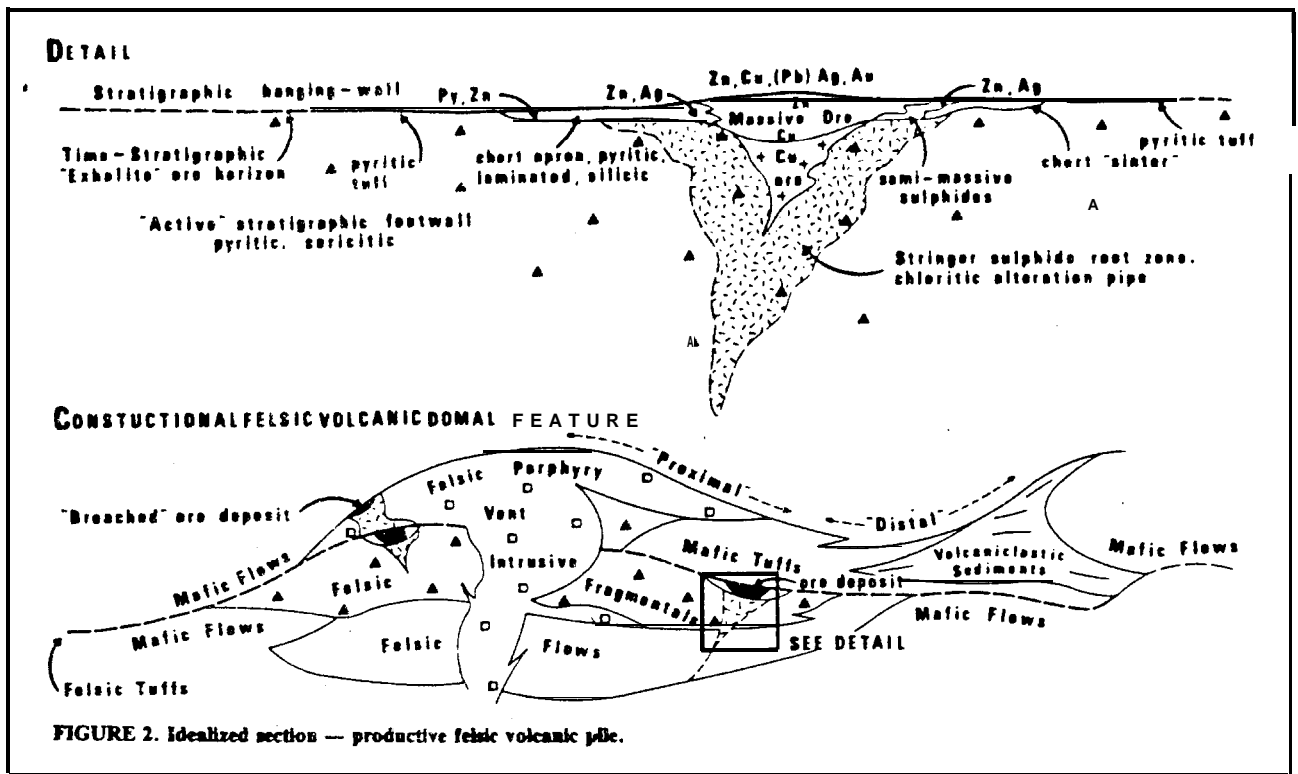 DETAIL
Zn, Cu, (Pb) Ag, Au
Stratigraphic hanging-wall
Py, Zn
Zn, Ag
Zn, Ag
Zn
Massive Ore
Cu
Cu
ore
Time-Stratigraphic
"Exhalite" ore horizon
pyritic
tuff
chert apron, pyritic,
laminated, silicic
semi-massive
sulphides
chert "sinter"
pyritic tuff
"Active" stratigraphic footwall
pyritic, sericitic
A
Stringer sulphide root zone,
chloritic alteration pipe
A
CONSTUCTIONAL FELSIC VOLCANIC DOMAL FEATURE
"Proximal"
"Distal"
Felsic Porphyry
"Breached" ore deposit
Vent
Intrusive
Mafic Flows
Felsic
Mafic Tuffs
Fragmentals
ore deposit
Volcaniclastic
Sediments
Mafic Flows
Mafic Flows
Mafic Flows
Felsic Flows
SEE DETAIL
Felsic Tuffs
FIGURE 2. Idealized section — productive felsic volcanic pile.